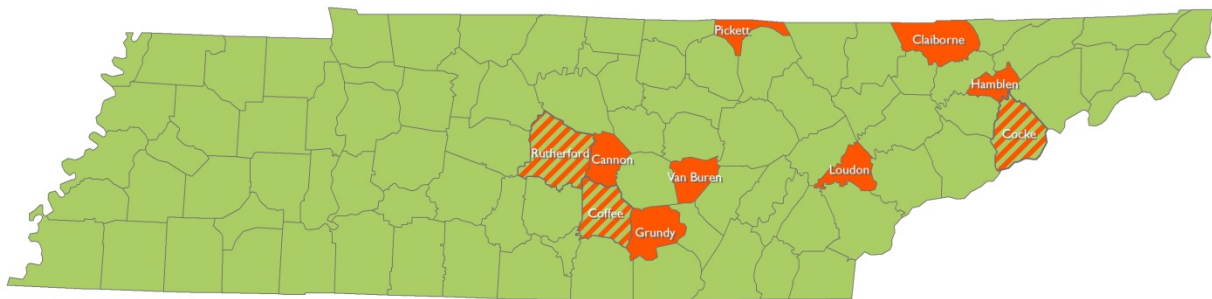 Pickett
Claiborne
Hamblen
Cocke
Rutherford
Cannon
Van Buren
Loudon
Coffee
Grundy